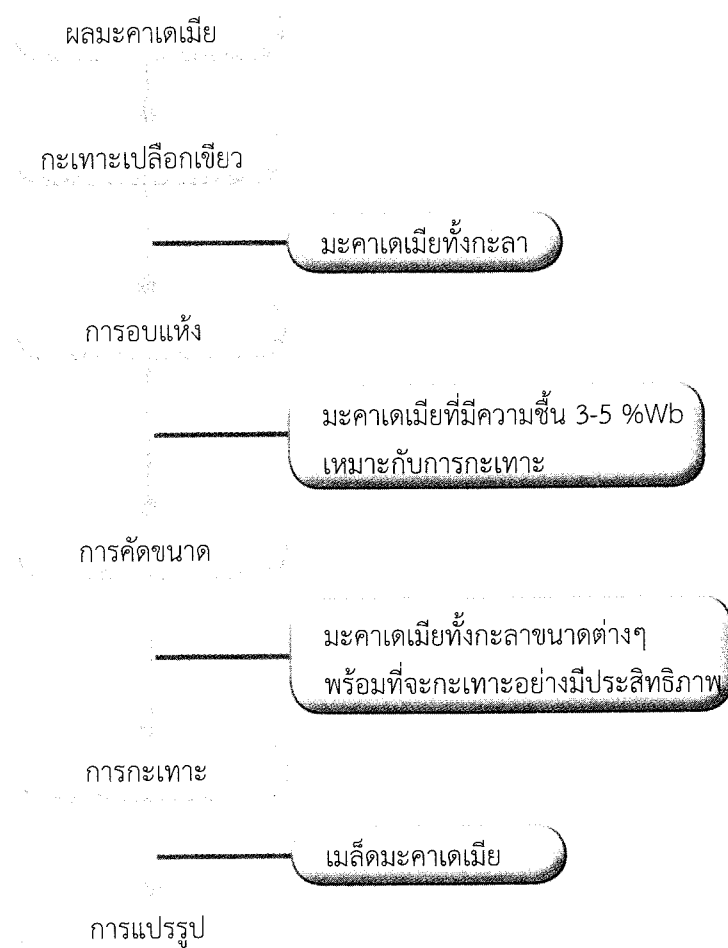 ผลมะคาเดเมีย
กะเทาะเปลือกเขียว
มะคาเดเมียทั้งกะลา
การอบแห้ง
มะคาเดเมียที่มีความชื้น 3-5 %Wb
เหมาะกับการกะเทาะ
การคัดขนาด
มะคาเดเมียทั้งกะลาขนาดต่างๆ
พร้อมที่จะกะเทาะอย่างมีประสิทธิภาพ
การกะเทาะ
เมล็ดมะคาเดเมีย
การแปรรูป